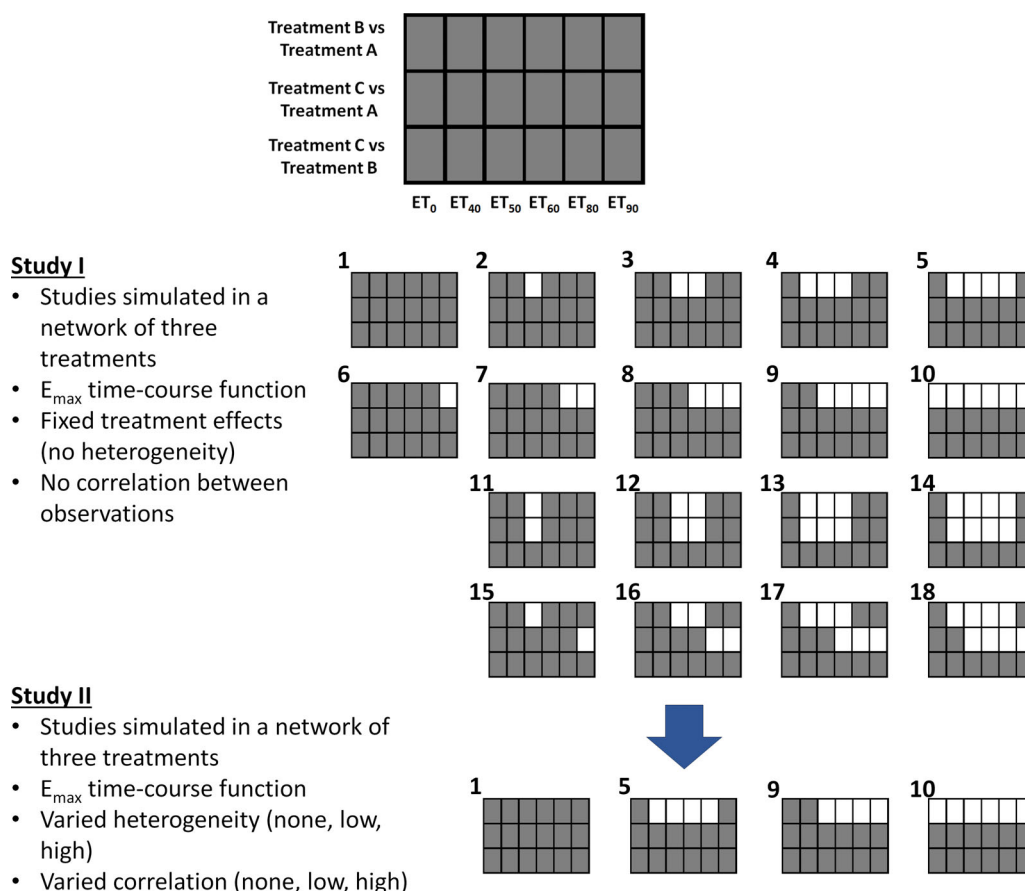 Treatment B vs
Treatment A
Treatment C vs
Treatment A
Treatment C vs
Treatment B
ET0 ET40 ET50 ET60 ET80 ET90
Study I
• Studies simulated in a
network of three
treatments
• Emax time-course function
• Fixed treatment effects
(no heterogeneity)
• No correlation between
observations
1 2 3 4 5
6 7 8 9 10
11 12 13 14
15 16 17 18
Study II
• Studies simulated in a network of
three treatments
• Emax time-course function
• Varied heterogeneity (none, low,
high)
• Varied correlation (none, low, high)
1 5 9 10